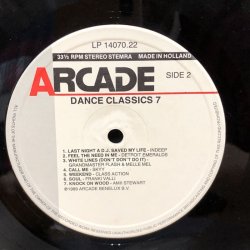 LP 14070.22
33⅓ RPM STEREO STEMRA MADE IN HOLLAND
ARCADE
DANCE CLASSICS 7
SIDE 2
1. LAST NIGHT A D.J. SAVED MY LIFE - INDEEP
2. FEEL THE NEED IN ME - DETROIT EMERALDS
3. WHITE LINES (DON'T DON'T DO IT) -
GRANDMASTER FLASH & MELLE MEL
4. CALL ME - SKYY
5. WEEKEND - CLASS ACTION
6. SOUL - FRANKI VALLI
7. KNOCK ON WOOD - AMII STEWART